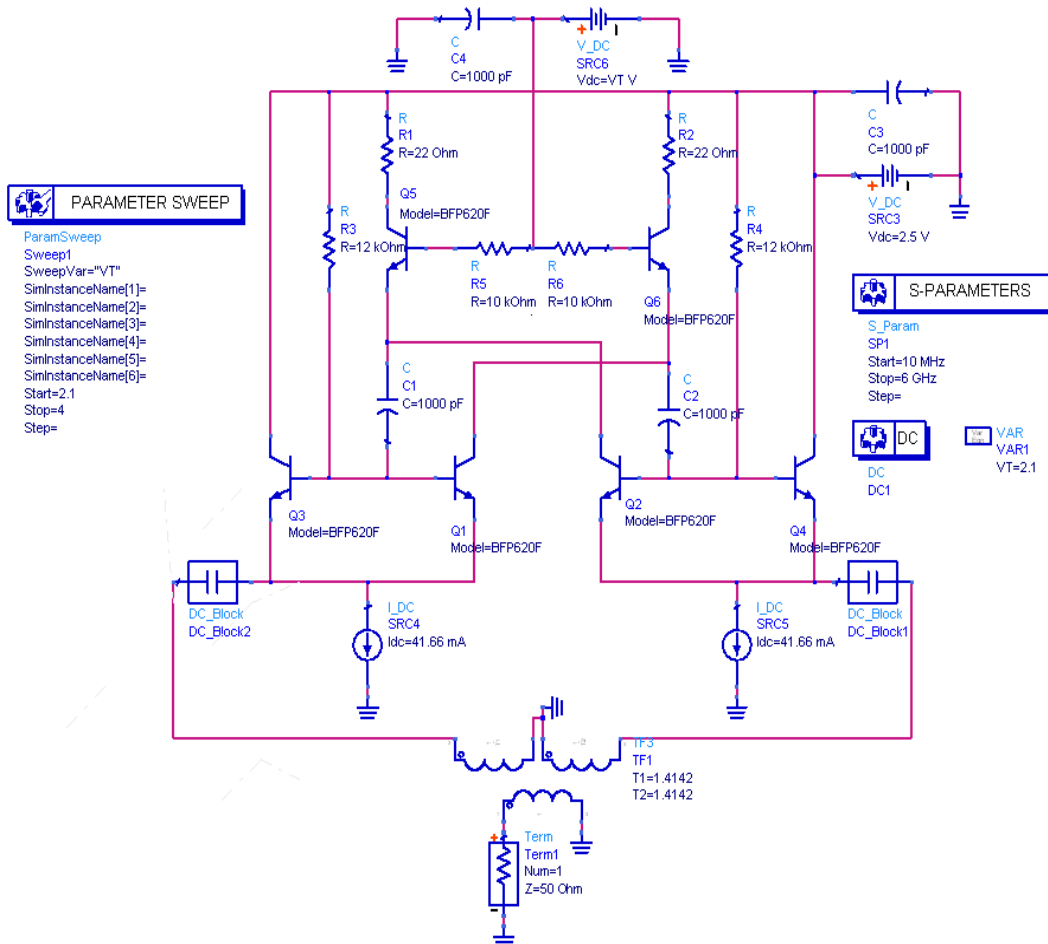 C
C4
C=1000 pF
+
V_DC
SRC6
Vdc=VT V
R
R1
R=22 Ohm
R
R2
R=22 Ohm
C
C3
C=1000 pF
+
V_DC
SRC3
Vdc=2.5 V
PARAMETER SWEEP
ParamSweep
Sweep1
SweepVar="VT"
SimInstanceName[1]=
SimInstanceName[2]=
SimInstanceName[3]=
SimInstanceName[4]=
SimInstanceName[5]=
SimInstanceName[6]=
Start=2.1
Stop=4
Step=
Q5
Model=BFP620F
R
R3
R=12 kOhm
R
R4
R=12 kOhm
R
R5
R=10 kOhm
R
R6
R=10 kOhm
Q6
Model=BFP620F
S-PARAMETERS
S_Param
SP1
Start=10 MHz
Stop=6 GHz
Step=
C
C1
C=1000 pF
C
C2
C=1000 pF
DC
DC
DC1
VAR
VAR1
VT=2.1
Q3
Model=BFP620F
Q1
Model=BFP620F
Q2
Model=BFP620F
Q4
Model=BFP620F
DC_Block
DC_Block2
I_DC
SRC4
Idc=41.66 mA
I_DC
SRC5
Idc=41.66 mA
DC_Block
DC_Block1
TF3
TF1
T1=1.4142
T2=1.4142
+
Term
Term1
Num=1
Z=50 Ohm
-